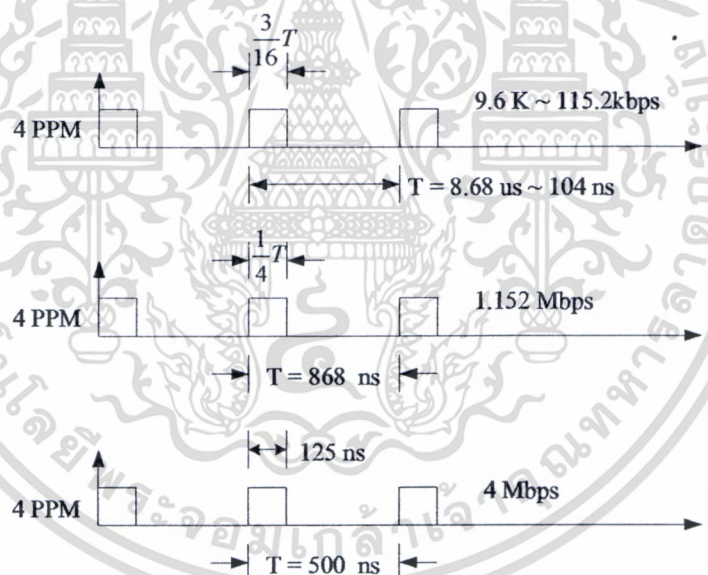 3/16 T
4 PPM
9.6 K ~ 115.2kbps
T = 8.68 us ~ 104 ns
1/4 T
4 PPM
1.152 Mbps
T = 868 ns
125 ns
4 PPM
4 Mbps
T = 500 ns